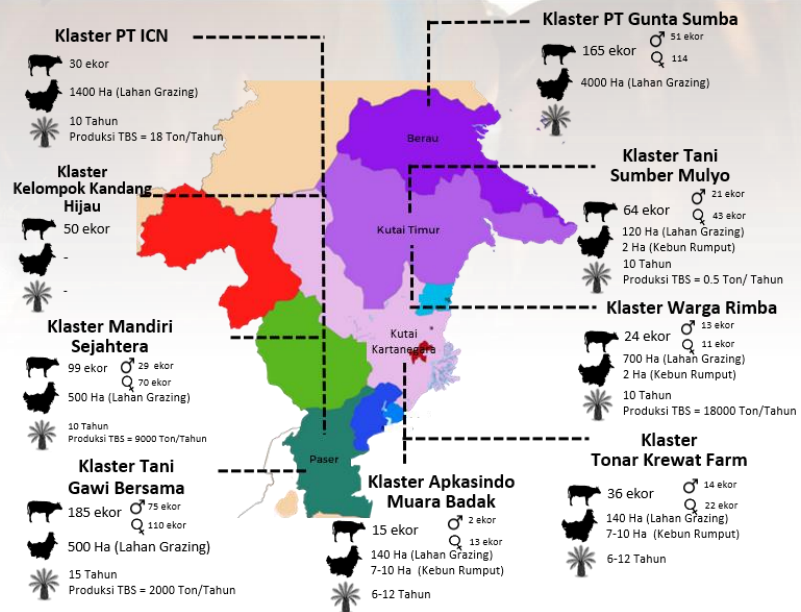 Klaster PT ICN
30 ekor
1400 Ha (Lahan Grazing)
10 Tahun
Produksi TBS = 18 Ton/Tahun
Klaster
Kelompok Kandang
Hijau
50 ekor
-
-
Klaster Mandiri
Sejahtera
99 ekor
29 ekor
70 ekor
500 Ha (Lahan Grazing)
10 Tahun
Produksi TBS = 9000 Ton/Tahun
Klaster Tani
Gawi Bersama
185 ekor
75 ekor
110 ekor
500 Ha (Lahan Grazing)
15 Tahun
Produksi TBS = 2000 Ton/Tahun
Berau
Kutai Timur
Kutai
Kartanegara
Paser
Klaster Apkasindo
Muara Badak
15 ekor
2 ekor
13 ekor
140 Ha (Lahan Grazing)
7-10 Ha (Kebun Rumput)
6-12 Tahun
Klaster PT Gunta Sumba
165 ekor
51 ekor
114
4000 Ha (Lahan Grazing)
Klaster Tani
Sumber Mulyo
64 ekor
21 ekor
43 ekor
120 Ha (Lahan Grazing)
2 Ha (Kebun Rumput)
10 Tahun
Produksi TBS = 0.5 Ton/ Tahun
Klaster Warga Rimba
24 ekor
13 ekor
11 ekor
700 Ha (Lahan Grazing)
2 Ha (Kebun Rumput)
10 Tahun
Produksi TBS = 18000 Ton/Tahun
Klaster
Tonar Krewat Farm
36 ekor
14 ekor
22 ekor
140 Ha (Lahan Grazing)
7-10 Ha (Kebun Rumput)
6-12 Tahun